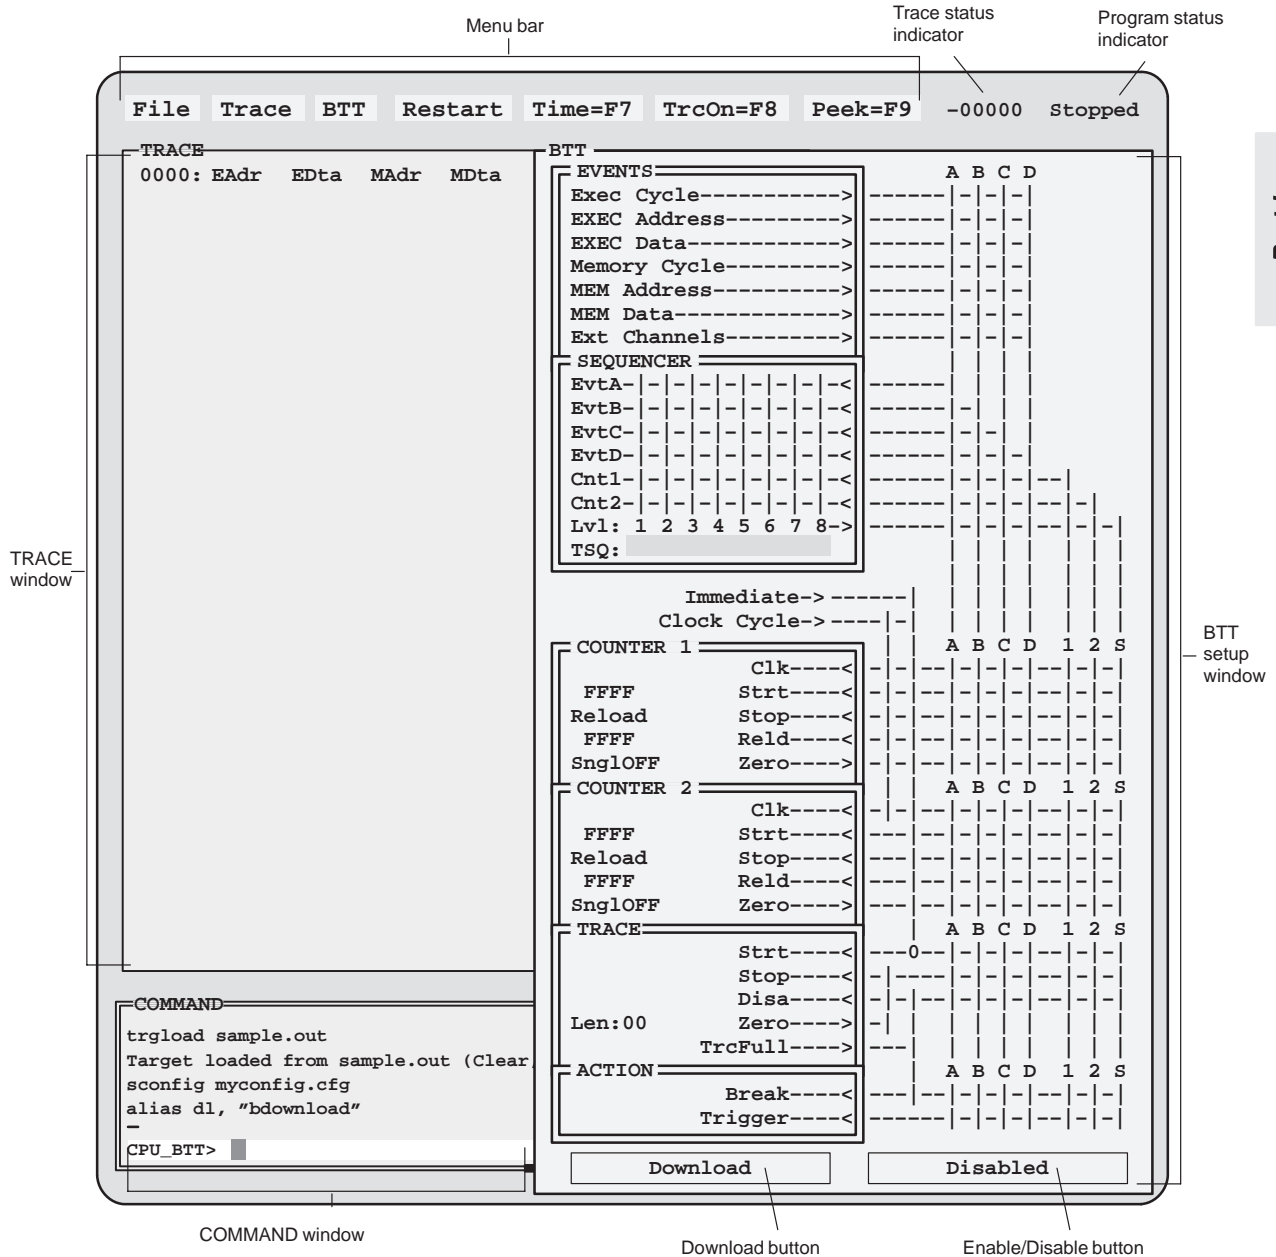 Menu bar
Trace status
indicator
Program status
indicator
File Trace BTT Restart Time=F7 TrcOn=F8 Peek=F9 -00000 Stopped
TRACE
0000: EAdr EDta MAdr MDta
BTT
EVENTS
A B C D
Exec Cycle------------> ------|-|-|-|
EXEC Address----------> ------|-|-|-|
EXEC Data-------------> ------|-|-|-|
Memory Cycle----------> ------|-|-|-|
MEM Address-----------> ------|-|-|-|
MEM Data--------------> ------|-|-|-|
Ext Channels----------> ------|-|-|-|
SEQUENCER
EvtA-|-|-|-|-|-|-|-|-< ------| | | |
EvtB-|-|-|-|-|-|-|-|-< ------|-| | |
EvtC-|-|-|-|-|-|-|-|-< ------|-|-| |
EvtD-|-|-|-|-|-|-|-|-< ------|-|-|-|
Cnt1-|-|-|-|-|-|-|-|-< ------|-|-|-|--|
Cnt2-|-|-|-|-|-|-|-|-< ------|-|-|-|--|-|
Lvl: 1 2 3 4 5 6 7 8-> ------|-|-|-|--|-|-|
TSQ:
Immediate-> ------|
Clock Cycle-> ----|-|
COUNTER 1
A B C D 1 2 S
Clk----< -|-|--|-|-|-|--|-|-|
FFFF Strt----< -|-|--|-|-|-|--|-|-|
Reload Stop----< -|-|--|-|-|-|--|-|-|
FFFF Reld----< -|-|--|-|-|-|--|-|-|
SnglOFF Zero----> -|-|--|-|-|-|--|-|-|
COUNTER 2
A B C D 1 2 S
Clk----< -|-|--|-|-|-|--|-|-|
FFFF Strt----< ---|--|-|-|-|--|-|-|
Reload Stop----< ---|--|-|-|-|--|-|-|
FFFF Reld----< ---|--|-|-|-|--|-|-|
SnglOFF Zero----> ---|--|-|-|-|--|-|-|
TRACE
A B C D 1 2 S
Strt----< ---0--|-|-|-|--|-|-|
Stop----< -|----|-|-|-|--|-|-|
Disa----< -|-|--|-|-|-|--|-|-|
Len:00 Zero----> -|
TrcFull----> ---|
ACTION
A B C D 1 2 S
Break----< ---|--|-|-|-|--|-|-|
Trigger----< ------|-|-|-|--|-|-|
Download
Disabled
COMMAND
trgload sample.out
Target loaded from sample.out (Clear,
sconfig myconfig.cfg
alias dl, ”bdownload”
CPU_BTT>
TRACE
window
BTT
setup
window
COMMAND window
Download button
Enable/Disable button